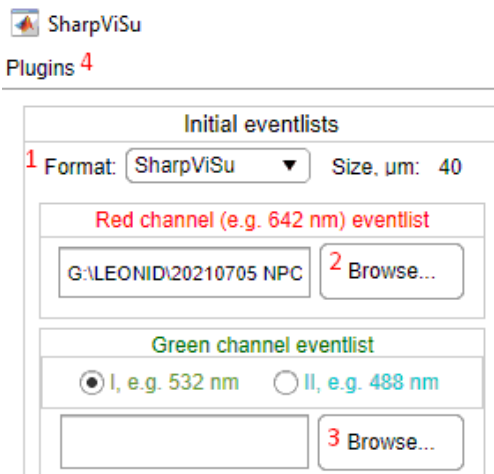 SharpViSu
Plugins 4
Initial eventlists
1 Format: SharpViSu ▼ Size, µm: 40
Red channel (e.g. 642 nm) eventlist
G:\LEONID\20210705 NPC 2 Browse...
Green channel eventlist
I, e.g. 532 nm II, e.g. 488 nm
3 Browse...